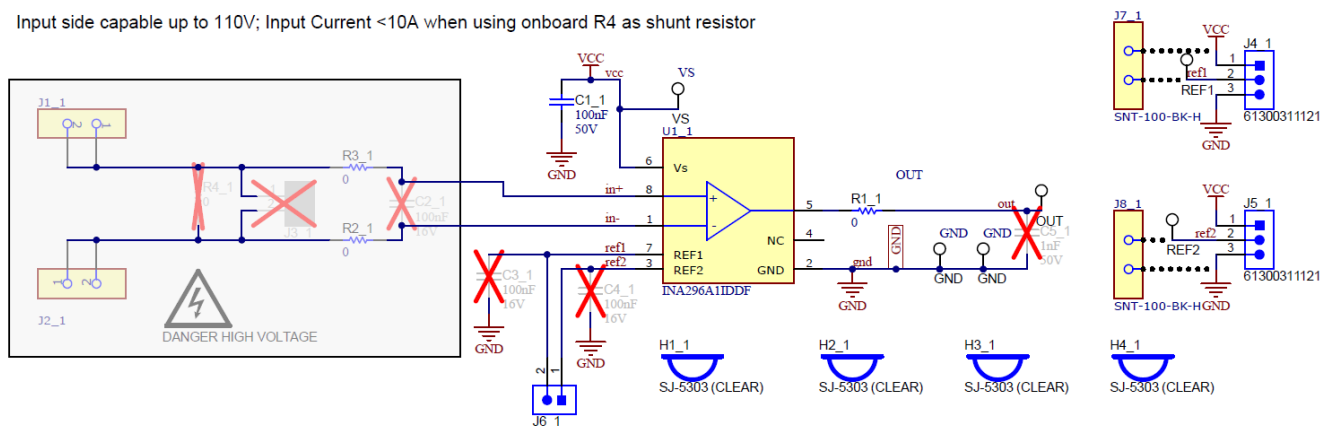 Input side capable up to 110V; Input Current <10A when using onboard R4 as shunt resistor
J7_1
VCC
J4_1
1
ref1
2
REF1
3
SNT-100-BK-H
GND
61300311121
VCC
vcc
VS
VS
C1_1
100nF
50V
GND
J1_1
2
1
R3_1
0
R4_1
0
1
2
J3_1
C2_1
100nF
16V
R2_1
0
1
2
J2_1
DANGER HIGH VOLTAGE
U1_1
6
Vs
in+
8
+
in-
1
-
ref1
7
REF1
ref2
3
REF2
5
NC
4
GND
2
INA296A1IDDF
C3_1
100nF
16V
GND
C4_1
100nF
16V
GND
2
1
J6_1
OUT
R1_1
0
out
OUT
C5_1
1nF
50V
gnd
GND
GND
GND
GND
GND
GND
J8_1
VCC
J5_1
1
ref2
2
REF2
3
SNT-100-BK-H
GND
61300311121
H1_1
SJ-5303 (CLEAR)
H2_1
SJ-5303 (CLEAR)
H3_1
SJ-5303 (CLEAR)
H4_1
SJ-5303 (CLEAR)